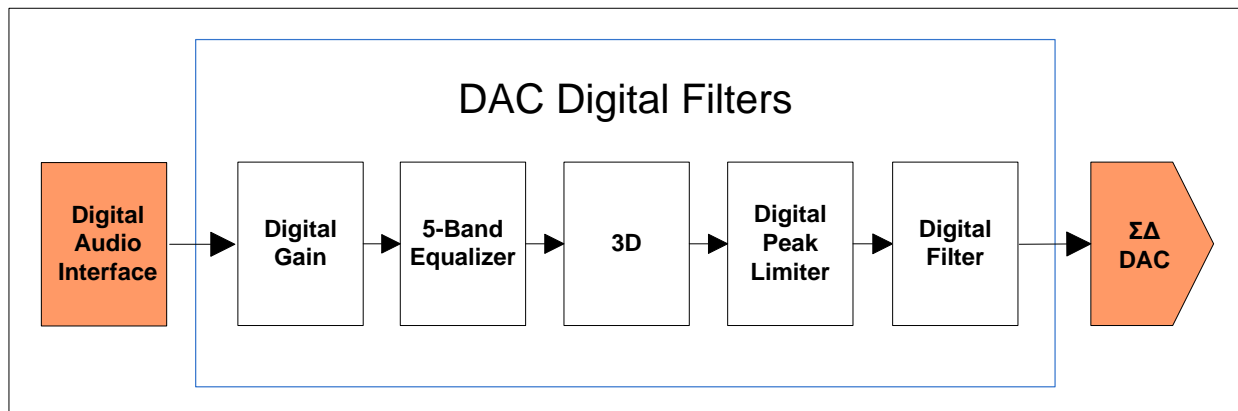 DAC Digital Filters
Digital
Audio
Interface
Digital
Gain
5-Band
Equalizer
3D
Digital
Peak
Limiter
Digital
Filter
ΣΔ
DAC